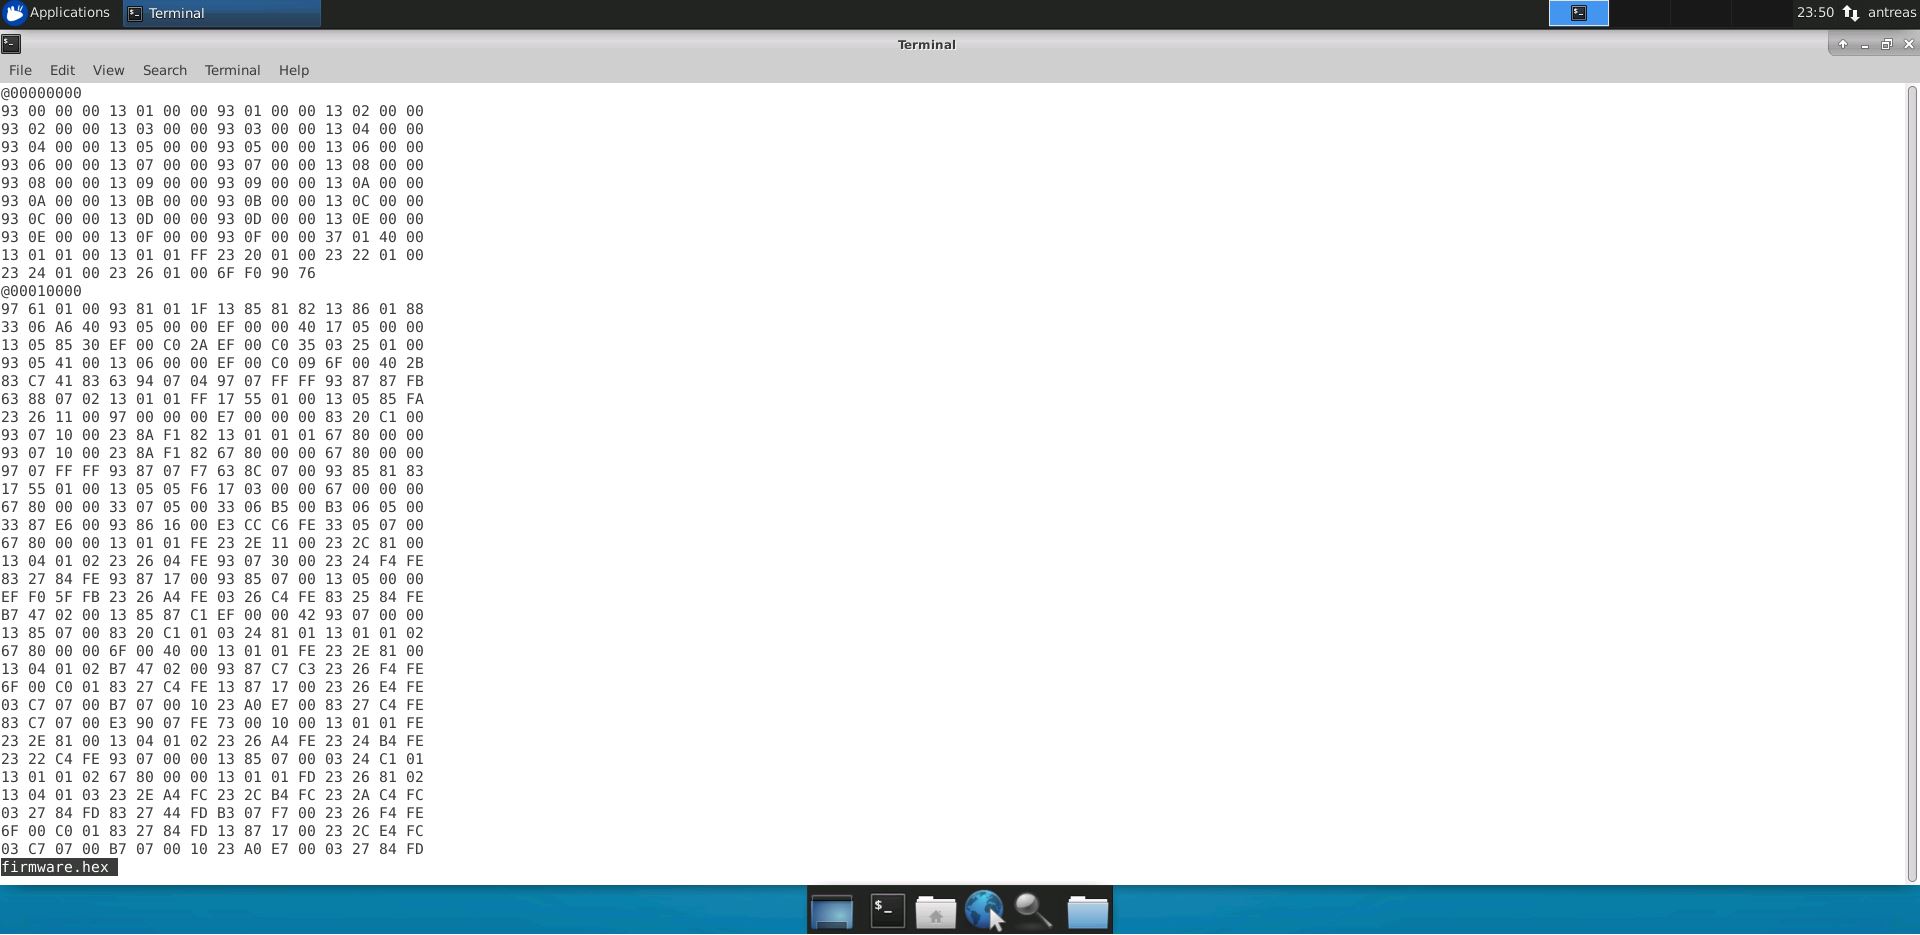 Applications
Terminal
23:50
antreas
Terminal
File Edit View Search Terminal Help
@00000000
93 00 00 00 13 01 00 00 93 01 00 00 13 02 00 00
93 02 00 00 13 03 00 00 93 03 00 00 13 04 00 00
93 04 00 00 13 05 00 00 93 05 00 00 13 06 00 00
93 06 00 00 13 07 00 00 93 07 00 00 13 08 00 00
93 08 00 00 13 09 00 00 93 09 00 00 13 0A 00 00
93 0A 00 00 13 0B 00 00 93 0B 00 00 13 0C 00 00
93 0C 00 00 13 0D 00 00 93 0D 00 00 13 0E 00 00
93 0E 00 00 13 0F 00 00 93 0F 00 00 37 01 40 00
13 01 01 00 13 01 01 FF 23 20 01 00 23 22 01 00
23 24 01 00 23 26 01 00 6F F0 90 76
@00010000
97 61 01 00 93 81 01 1F 13 85 81 82 13 86 01 88
33 06 A6 40 93 05 00 00 EF 00 00 40 17 05 00 00
13 05 85 30 EF 00 C0 2A EF 00 C0 35 03 25 01 00
93 05 41 00 13 06 00 00 EF 00 C0 09 6F 00 40 2B
83 C7 41 83 63 94 07 04 97 07 FF FF 93 87 87 FB
63 88 07 02 13 01 01 FF 17 55 01 00 13 05 85 FA
23 26 11 00 97 00 00 00 E7 00 00 00 83 20 C1 00
93 07 10 00 23 8A F1 82 13 01 01 01 67 80 00 00
93 07 10 00 23 8A F1 82 67 80 00 00 67 80 00 00
97 07 FF FF 93 87 07 F7 63 8C 07 00 93 85 81 83
17 55 01 00 13 05 05 F6 17 03 00 00 67 00 00 00
67 80 00 00 33 07 05 00 33 06 B5 00 B3 06 05 00
33 87 E6 00 93 86 16 00 E3 CC C6 FE 33 05 07 00
67 80 00 00 13 01 01 FE 23 2E 11 00 23 2C 81 00
13 04 01 02 23 26 04 FE 93 07 30 00 23 24 F4 FE
83 27 84 FE 93 87 17 00 93 85 07 00 13 05 00 00
EF F0 5F FB 23 26 A4 FE 03 26 C4 FE 83 25 84 FE
B7 47 02 00 13 85 87 C1 EF 00 00 42 93 07 00 00
13 85 07 00 83 20 C1 01 03 24 81 01 13 01 01 02
67 80 00 00 6F 00 40 00 13 01 01 FE 23 2E 81 00
13 04 01 02 B7 47 02 00 93 87 C7 C3 23 26 F4 FE
6F 00 C0 01 83 27 C4 FE 13 87 17 00 23 26 E4 FE
03 C7 07 00 B7 07 00 10 23 A0 E7 00 83 27 C4 FE
83 C7 07 00 E3 90 07 FE 73 00 10 00 13 01 01 FE
23 2E 81 00 13 04 01 02 23 26 A4 FE 23 24 B4 FE
23 22 C4 FE 93 07 00 00 13 85 07 00 03 24 C1 01
13 01 01 02 67 80 00 00 13 01 01 FD 23 26 81 02
13 04 01 03 23 2E A4 FC 23 2C B4 FC 23 2A C4 FC
03 27 84 FD 83 27 44 FD B3 07 F7 00 23 26 F4 FE
6F 00 C0 01 83 27 84 FD 13 87 17 00 23 2C E4 FC
03 C7 07 00 B7 07 00 10 23 A0 E7 00 03 27 84 FD
firmware.hex